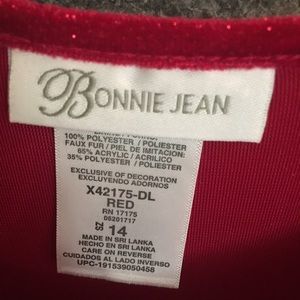 BONNIE JEAN
100% POLYESTER / POLIESTER
FAUX FUR / PIEL DE IMITACION:
65% ACRYLIC / ACRILICO
35% POLYESTER / POLIESTER
EXCLUSIVE OF DECORATION
EXCLUYENDO ADORNOS
X42175-DL
RED
RN 17175
08201717
SZ 14
MADE IN SRI LANKA
HECHO EN SRI LANKA
CARE ON REVERSE
CUIDADOS AL LADO INVERSO
UPC-191539050458